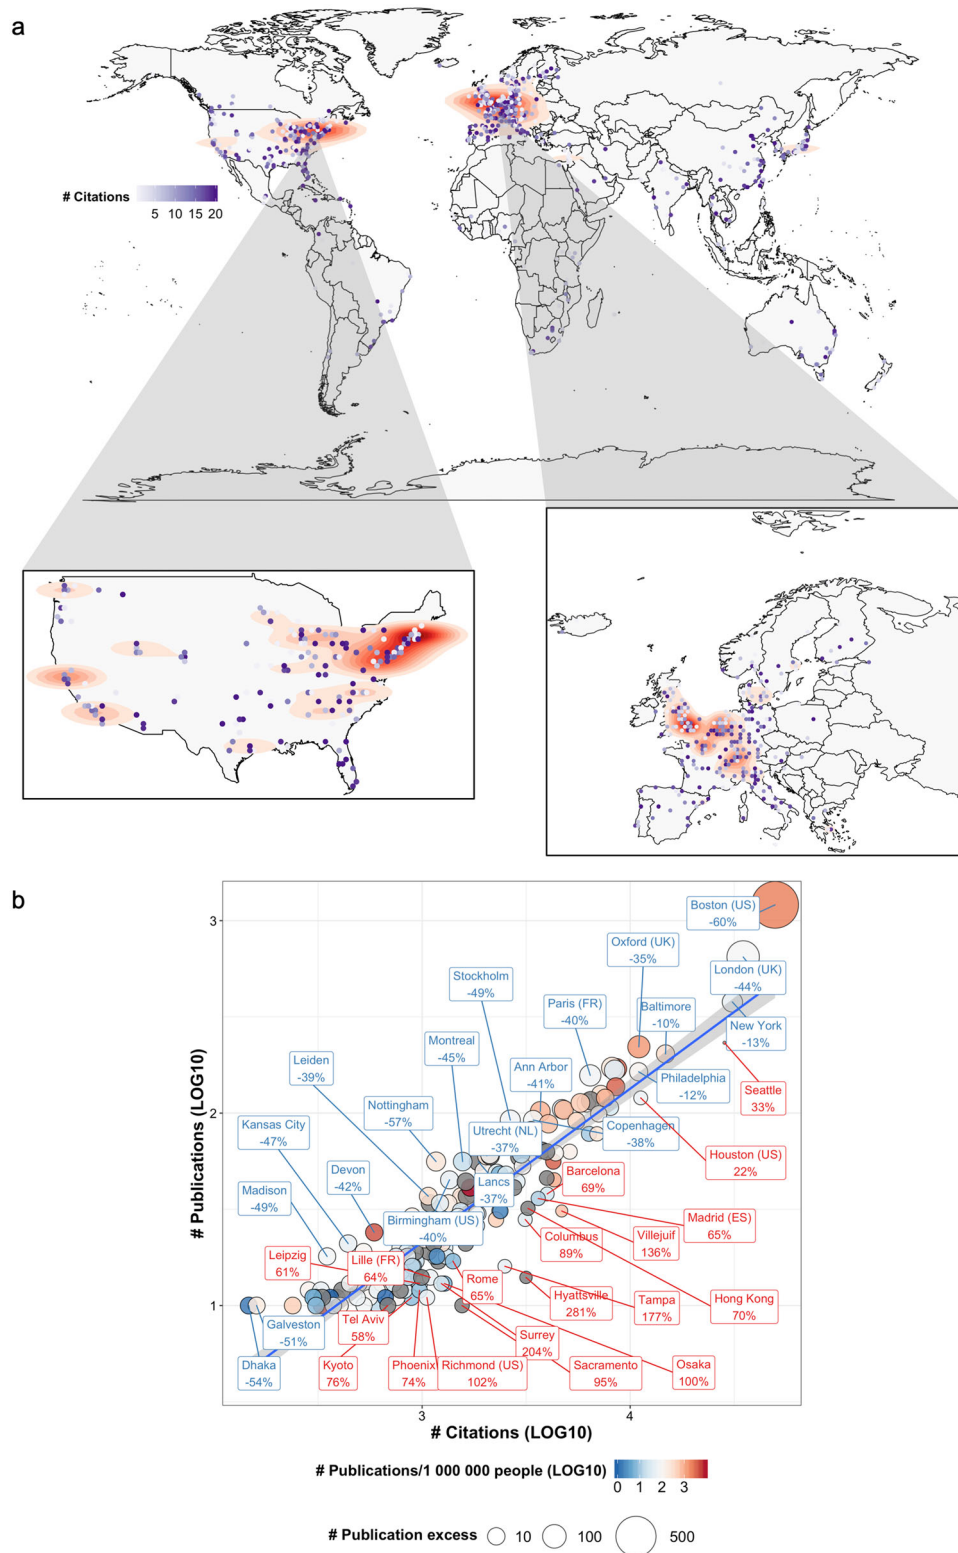 a
# Citations
5 10 15 20
b
# Publications (LOG10)
3
2
1
Boston (US)
-60%
Oxford (UK)
-35%
London (UK)
-44%
Stockholm
-49%
Paris (FR)
-40%
Baltimore
-10%
New York
-13%
Montreal
-45%
Leiden
-39%
Ann Arbor
-41%
Philadelphia
-12%
Seattle
33%
Nottingham
-57%
Kansas City
-47%
Utrecht (NL)
-37%
Copenhagen
-38%
Houston (US)
22%
Devon
-42%
Barcelona
69%
Madison
-49%
Lancs
-37%
Birmingham (US)
-40%
Madrid (ES)
65%
Columbus
89%
Villejuif
136%
Leipzig
61%
Lille (FR)
64%
Rome
65%
Hyattsville
281%
Tampa
177%
Hong Kong
70%
Galveston
-51%
Tel Aviv
58%
Surrey
204%
Dhaka
-54%
Kyoto
76%
Phoenix
74%
Richmond (US)
102%
Sacramento
95%
Osaka
100%
3 4
# Citations (LOG10)
# Publications/1 000 000 people (LOG10)
0 1 2 3
# Publication excess 10 100 500